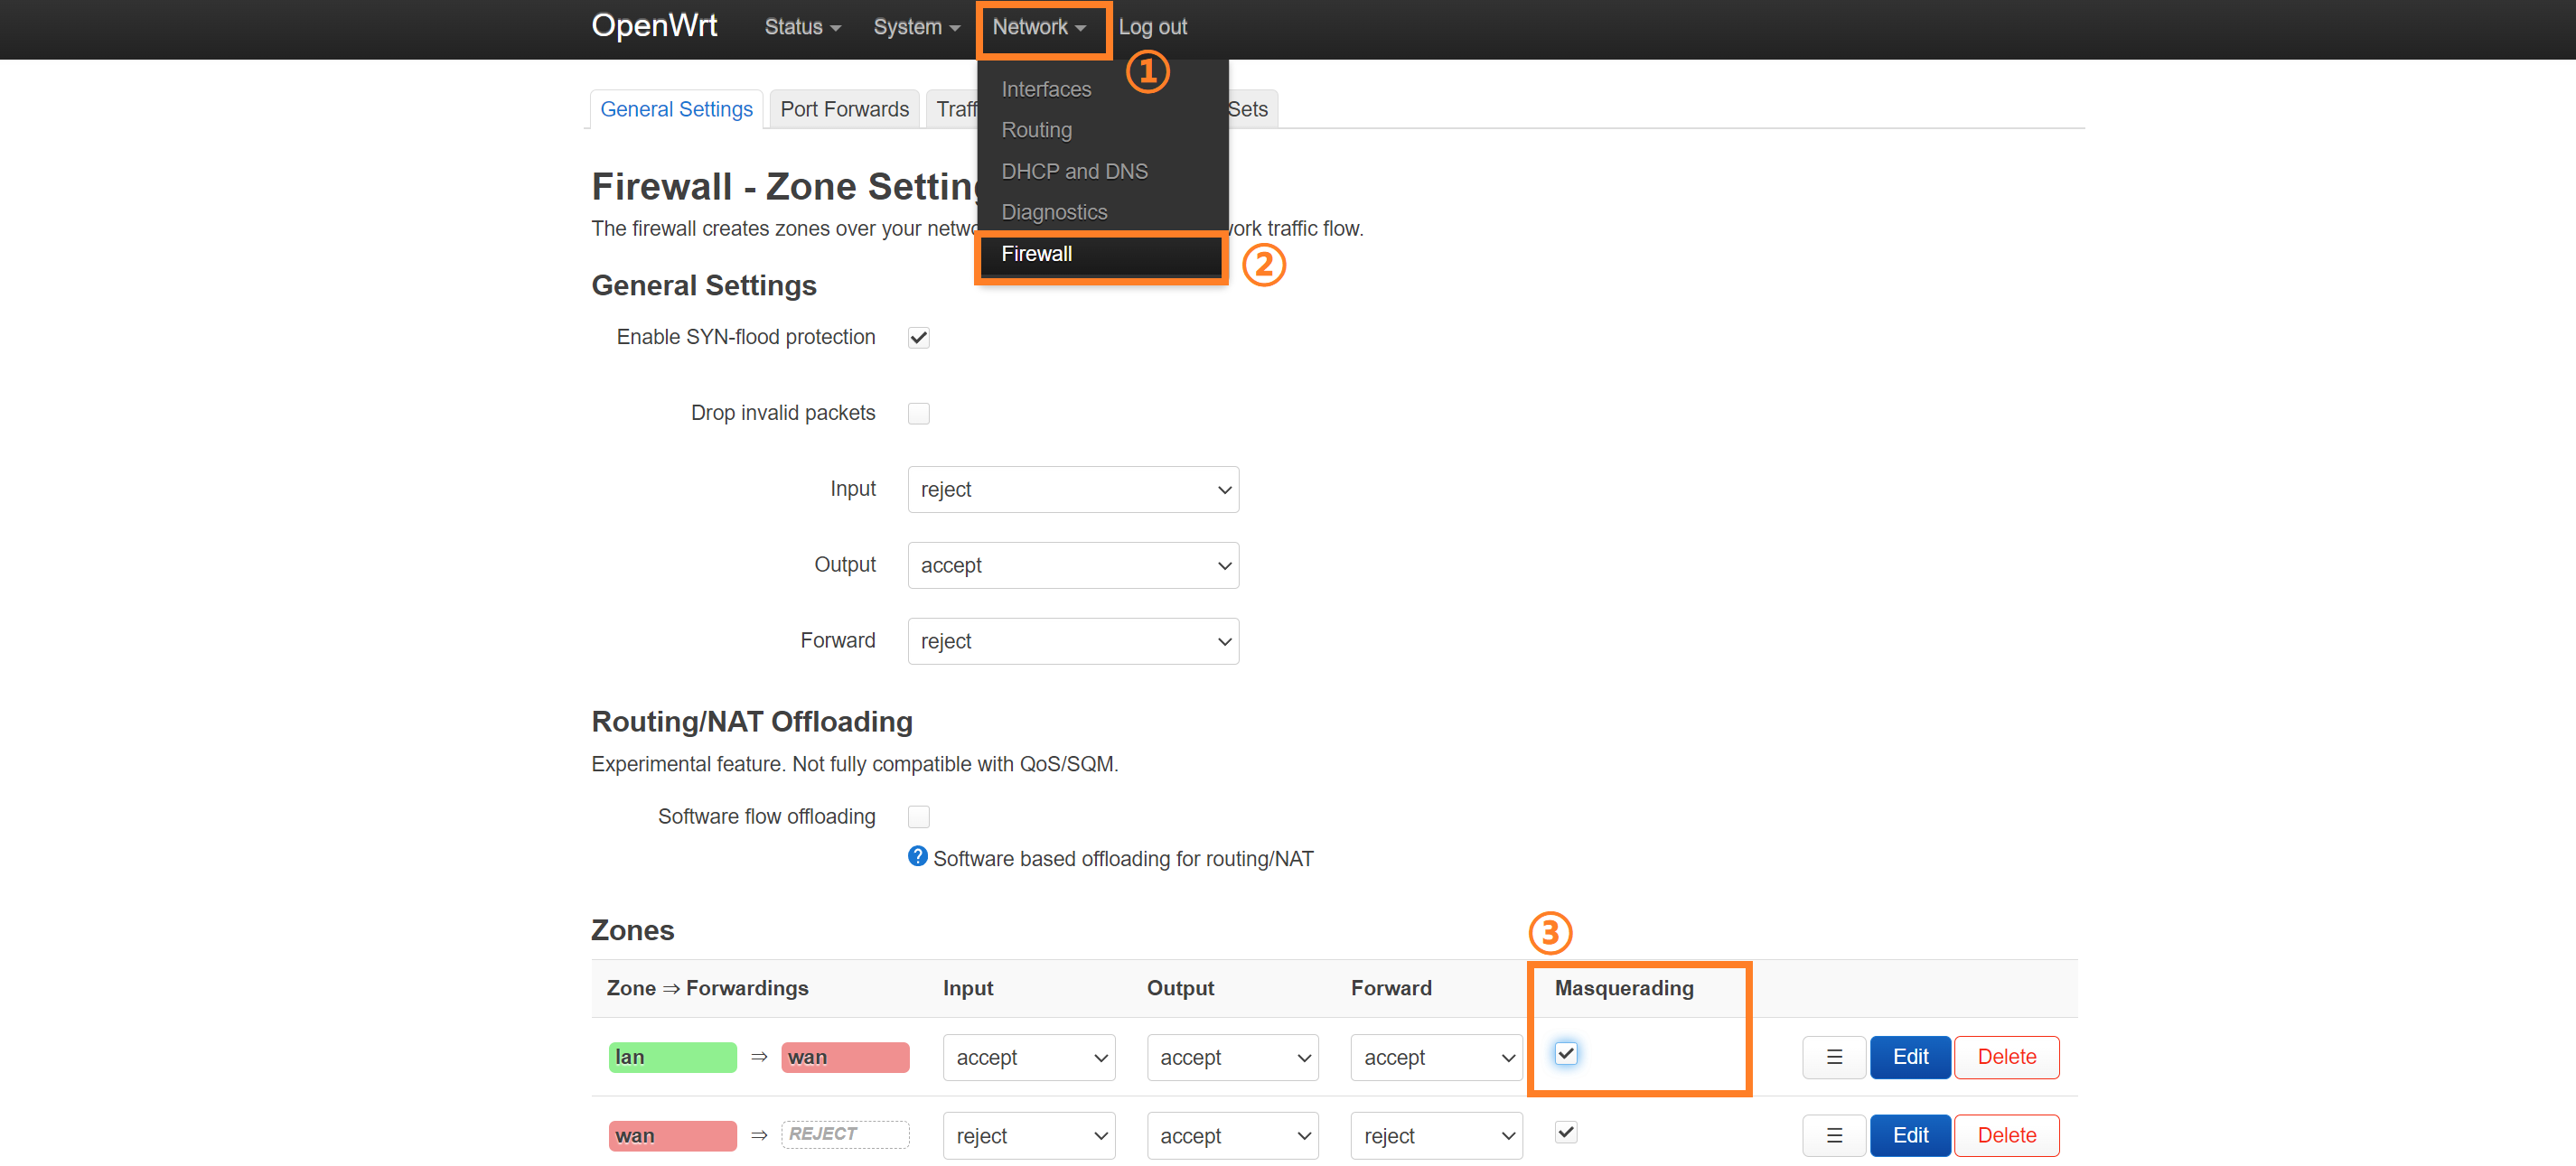 OpenWrt Status System Network Log out
①
Interfaces
General Settings Port Forwards Traff Sets
Routing
DHCP and DNS
Firewall - Zone Setting
Diagnostics
The firewall creates zones over your netwo ork traffic flow.
Firewall
②
General Settings
Enable SYN-flood protection
Drop invalid packets
Input reject
Output accept
Forward reject
Routing/NAT Offloading
Experimental feature. Not fully compatible with QoS/SQM.
Software flow offloading
? Software based offloading for routing/NAT
Zones
③
Zone ⇒ Forwardings Input Output Forward Masquerading
lan ⇒ wan accept accept accept ☰ Edit Delete
wan ⇒ REJECT reject accept reject ☰ Edit Delete